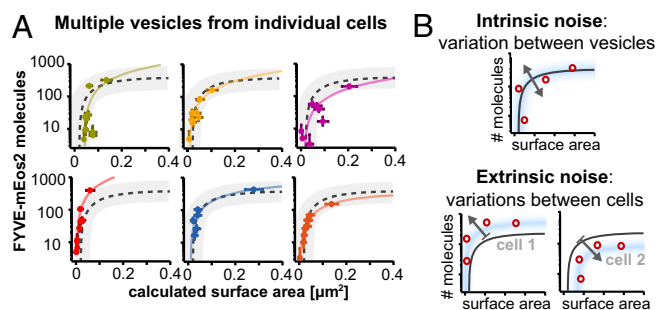 A
Multiple vesicles from individual cells
FYVE-mEos2 molecules
1000
100
10
0 0.2 0.4
0 0.2 0.4
0 0.2 0.4
1000
100
10
0 0.2 0.4
0 0.2 0.4
0 0.2 0.4
calculated surface area [µm²]
B
Intrinsic noise:
variation between vesicles
# molecules
surface area
Extrinsic noise:
variations between cells
# molecules
cell 1
cell 2
surface area
surface area